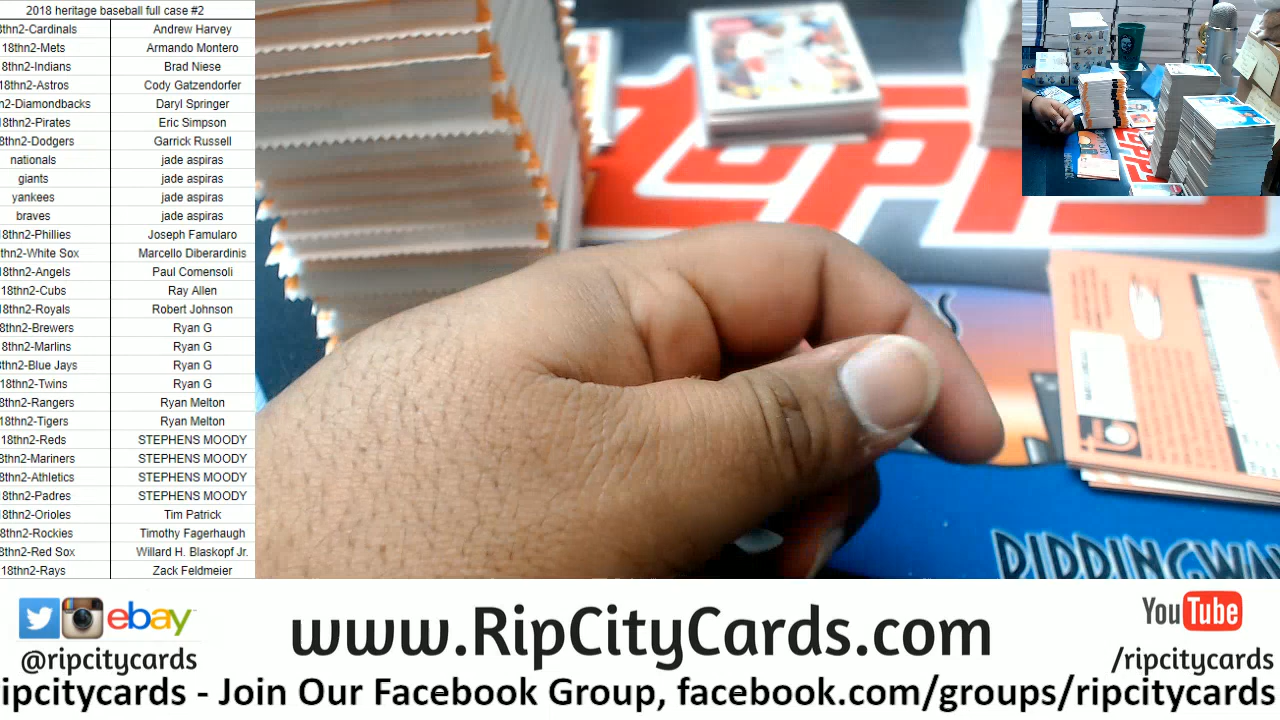 2018 heritage baseball full case #2
8thn2-Cardinals Andrew Harvey
18thn2-Mets Armando Montero
8thn2-Indians Brad Niese
18thn2-Astros Cody Gatzendorfer
n2-Diamondbacks Daryl Springer
18thn2-Pirates Eric Simpson
8thn2-Dodgers Garrick Russell
nationals jade aspiras
giants jade aspiras
yankees jade aspiras
braves jade aspiras
18thn2-Phillies Joseph Famularo
thn2-White Sox Marcello Diberardinis
18thn2-Angels Paul Comensoli
18thn2-Cubs Ray Allen
18thn2-Royals Robert Johnson
8thn2-Brewers Ryan G
8thn2-Marlins Ryan G
thn2-Blue Jays Ryan G
18thn2-Twins Ryan G
8thn2-Rangers Ryan Melton
18thn2-Tigers Ryan Melton
18thn2-Reds STEPHENS MOODY
8thn2-Mariners STEPHENS MOODY
8thn2-Athletics STEPHENS MOODY
8thn2-Padres STEPHENS MOODY
18thn2-Orioles Tim Patrick
8thn2-Rockies Timothy Fagerhaugh
8thn2-Red Sox Willard H. Blaskopf Jr.
18thn2-Rays Zack Feldmeier
RIPPINGWA
ebay
@ripcitycards
www.RipCityCards.com
YouTube
/ripcitycards
ipcitycards - Join Our Facebook Group, facebook.com/groups/ripcitycards